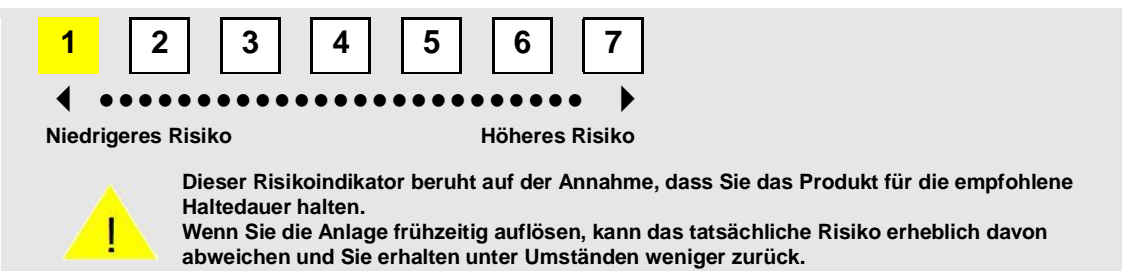 1 2 3 4 5 6 7
Niedrigeres Risiko Höheres Risiko
Dieser Risikoindikator beruht auf der Annahme, dass Sie das Produkt für die empfohlene
Haltedauer halten.
!
Wenn Sie die Anlage frühzeitig auflösen, kann das tatsächliche Risiko erheblich davon
abweichen und Sie erhalten unter Umständen weniger zurück.